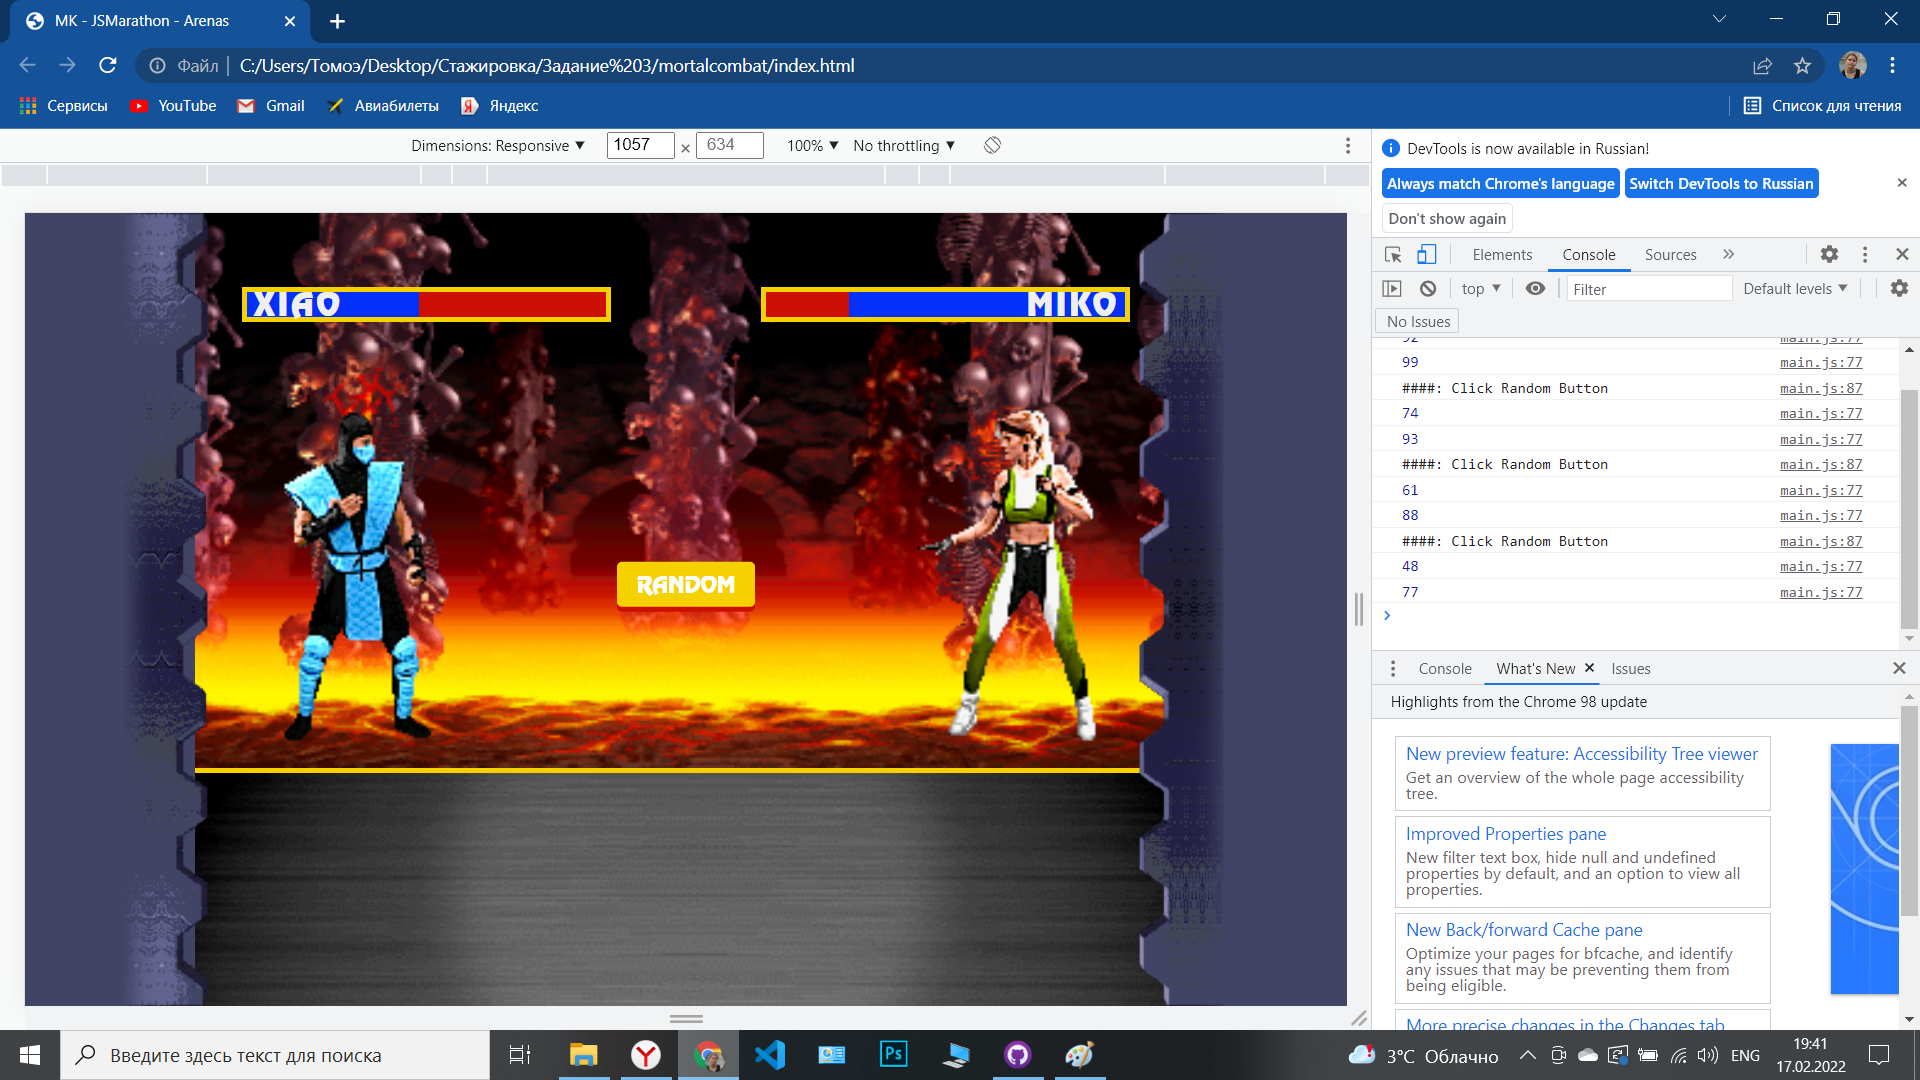 MK - JSMarathon - Arenas
Файл
C:/Users/Томоэ/Desktop/Стажировка/Задание%203/mortalcombat/index.html
Сервисы
YouTube
Gmail
Авиабилеты
Яндекс
Список для чтения
Dimensions: Responsive ▼
1057 × 634
100% ▼
No throttling ▼
XIAO
MIKO
RANDOM
DevTools is now available in Russian!
Always match Chrome's language
Switch DevTools to Russian
Don't show again
Elements
Console
Sources
top ▼
Filter
Default levels ▼
No Issues
92 main.js:77
99 main.js:77
####: Click Random Button main.js:87
74 main.js:77
93 main.js:77
####: Click Random Button main.js:87
61 main.js:77
88 main.js:77
####: Click Random Button main.js:87
48 main.js:77
77 main.js:77
Console
What's New
Issues
Highlights from the Chrome 98 update
New preview feature: Accessibility Tree viewer
Get an overview of the whole page accessibility
tree.
Improved Properties pane
New filter text box, hide null and undefined
properties by default, and an option to view all
properties.
New Back/forward Cache pane
Optimize your pages for bfcache, and identify
any issues that may be preventing them from
being eligible.
More precise changes in the Changes tab
Введите здесь текст для поиска
Ps
3°C Облачно
ENG
19:41
17.02.2022